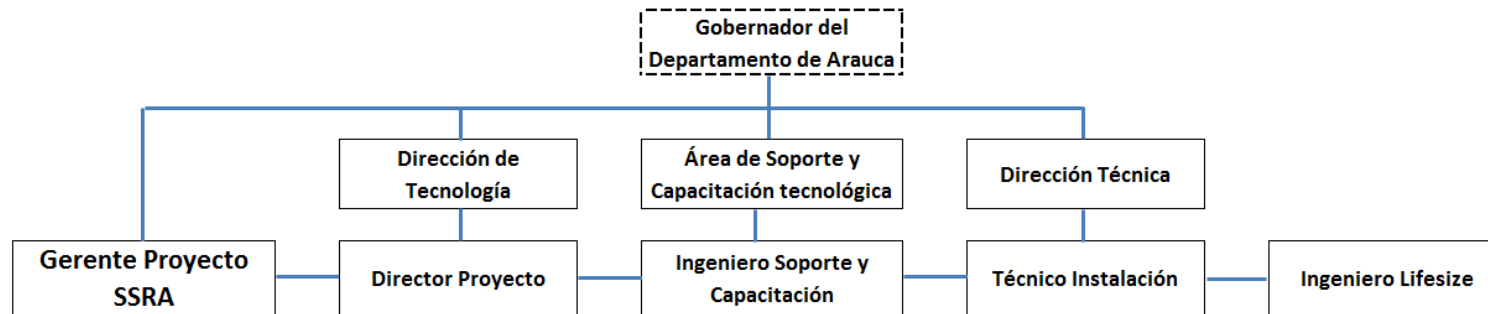 Gobernador del
Departamento de Arauca
Dirección de
Tecnología
Área de Soporte y
Capacitación tecnológica
Dirección Técnica
Gerente Proyecto
SSRA
Director Proyecto
Ingeniero Soporte y
Capacitación
Técnico Instalación
Ingeniero Lifesize